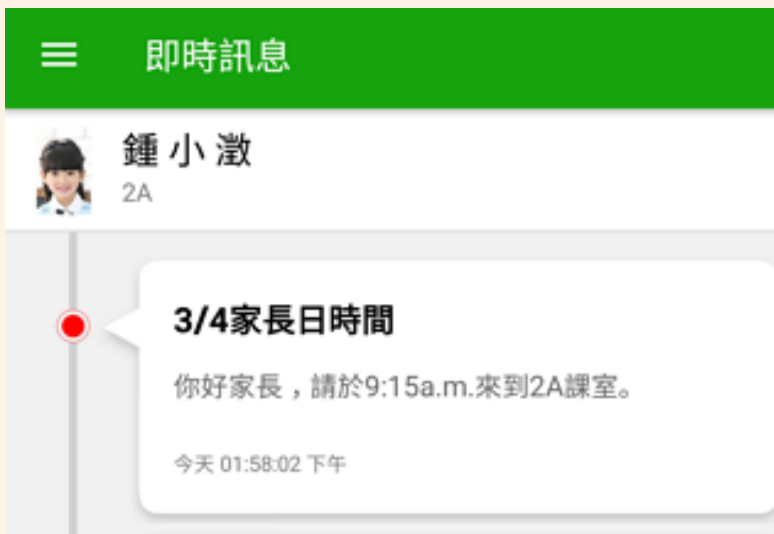 即時訊息
鍾小澂
2A
3/4家長日時間
你好家長，請於9:15a.m.來到2A課室。
今天 01:58:02 下午